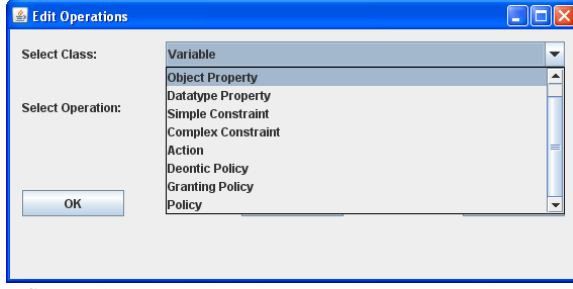 Edit Operations
Select Class:
Variable
Object Property
Datatype Property
Select Operation:
Simple Constraint
Complex Constraint
Action
Deontic Policy
Granting Policy
OK
Policy